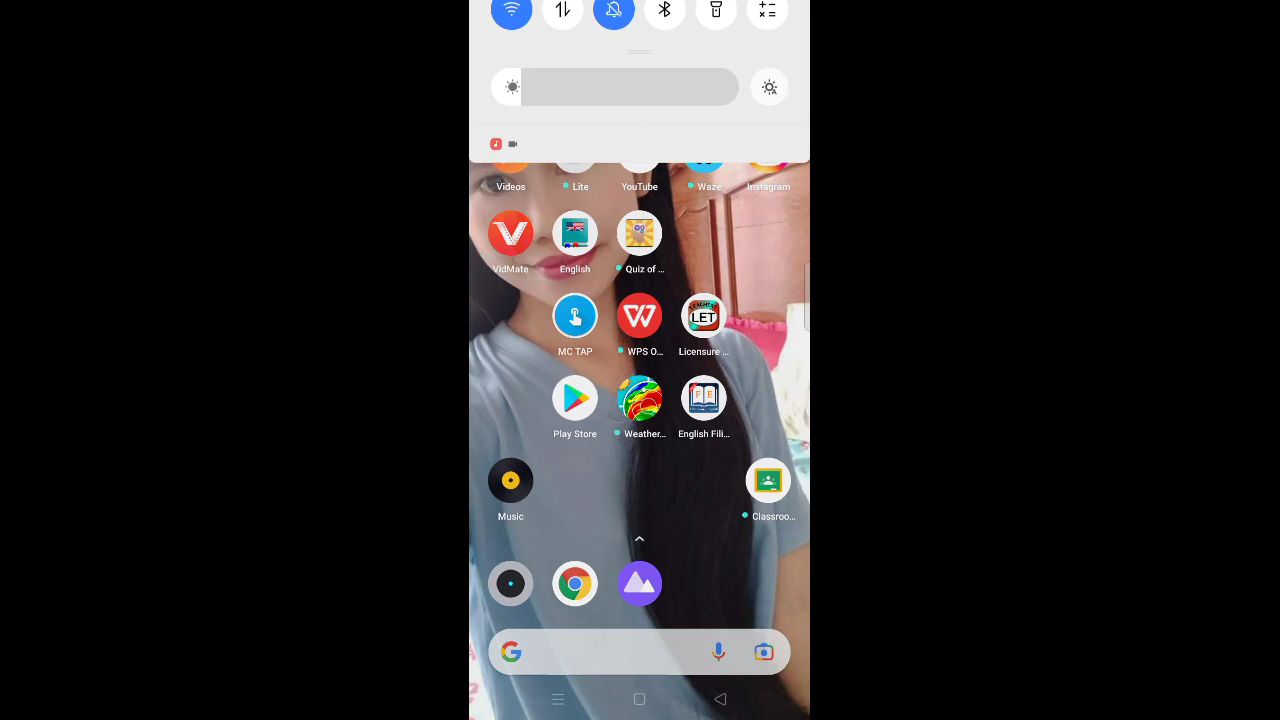 Videos Lite YouTube Waze Instagram
VidMate English Quiz of ...
LET
MC TAP WPS O... Licensure ...
F E
Play Store Weather... English Fili...
Music Classroo...